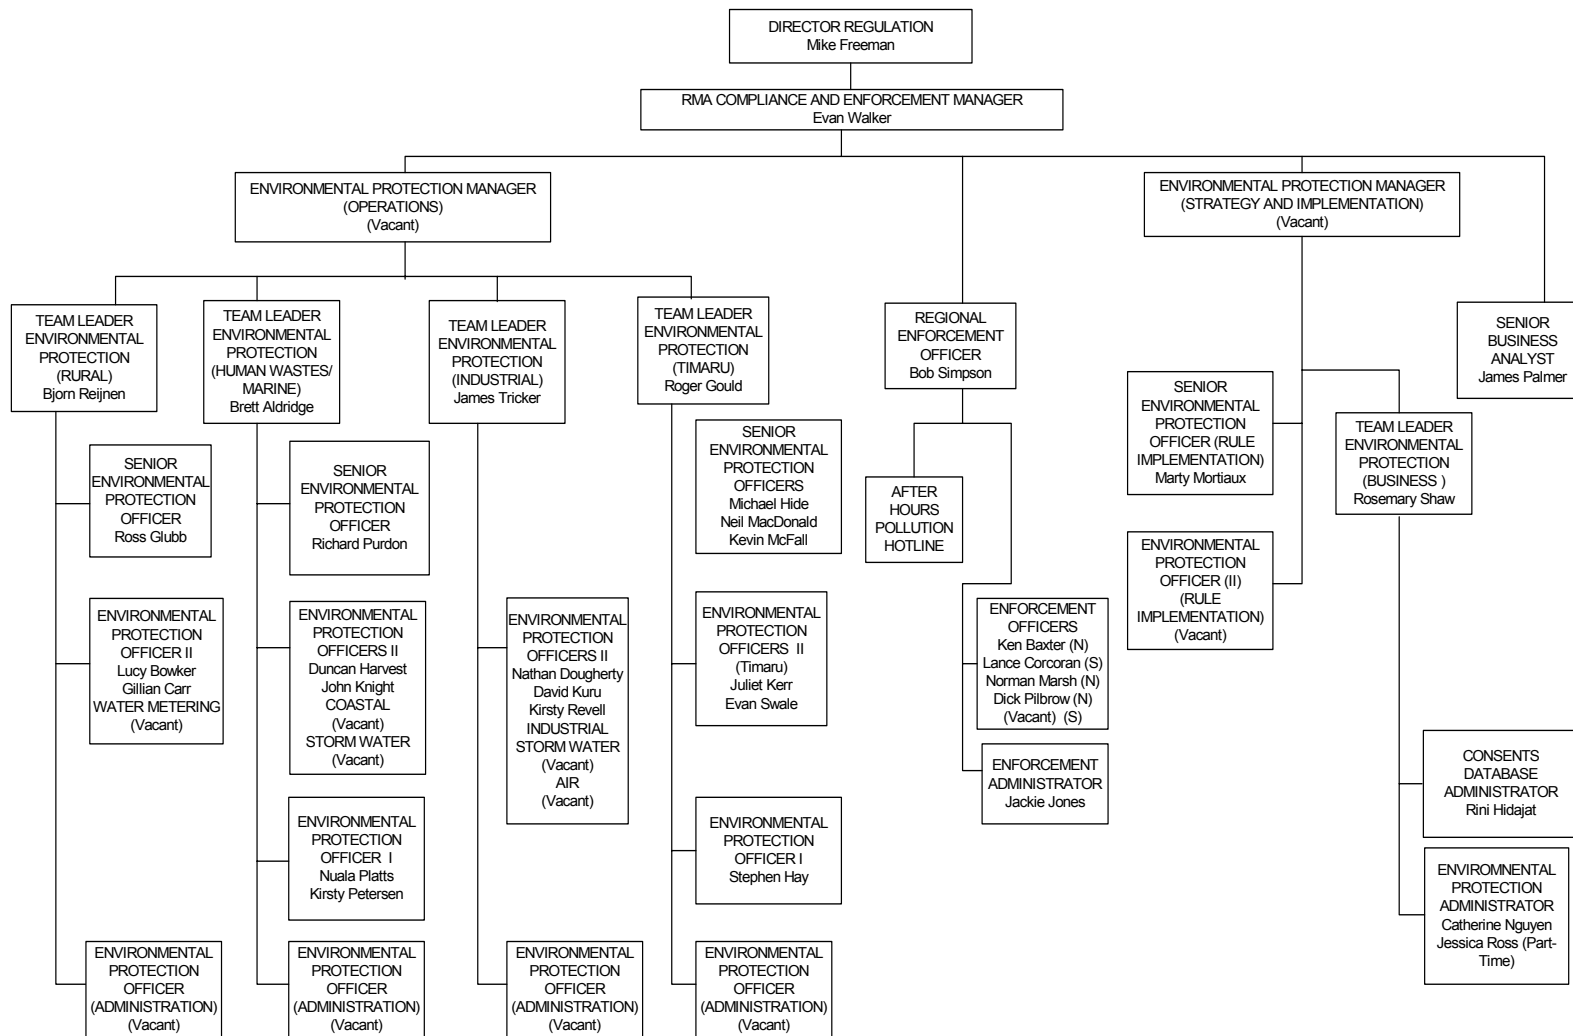 DIRECTOR REGULATION
Mike Freeman
RMA COMPLIANCE AND ENFORCEMENT MANAGER
Evan Walker
ENVIRONMENTAL PROTECTION MANAGER
(OPERATIONS)
(Vacant)
ENVIRONMENTAL PROTECTION MANAGER
(STRATEGY AND IMPLEMENTATION)
(Vacant)
TEAM LEADER
ENVIRONMENTAL
PROTECTION
(RURAL)
Bjorn Reijnen
TEAM LEADER
ENVIRONMENTAL
PROTECTION
(HUMAN WASTES/
MARINE)
Brett Aldridge
TEAM LEADER
ENVIRONMENTAL
PROTECTION
(INDUSTRIAL)
James Tricker
TEAM LEADER
ENVIRONMENTAL
PROTECTION
(TIMARU)
Roger Gould
REGIONAL
ENFORCEMENT
OFFICER
Bob Simpson
SENIOR
BUSINESS
ANALYST
James Palmer
SENIOR
ENVIRONMENTAL
PROTECTION
OFFICER (RULE
IMPLEMENTATION)
Marty Mortiaux
TEAM LEADER
ENVIRONMENTAL
PROTECTION
(BUSINESS )
Rosemary Shaw
SENIOR
ENVIRONMENTAL
PROTECTION
OFFICER
Ross Glubb
SENIOR
ENVIRONMENTAL
PROTECTION
OFFICER
Richard Purdon
SENIOR
ENVIRONMENTAL
PROTECTION
OFFICERS
Michael Hide
Neil MacDonald
Kevin McFall
AFTER
HOURS
POLLUTION
HOTLINE
ENVIRONMENTAL
PROTECTION
OFFICER (II)
(RULE
IMPLEMENTATION)
(Vacant)
ENVIRONMENTAL
PROTECTION
OFFICER II
Lucy Bowker
Gillian Carr
WATER METERING
(Vacant)
ENVIRONMENTAL
PROTECTION
OFFICERS II
Duncan Harvest
John Knight
COASTAL
(Vacant)
STORM WATER
(Vacant)
ENVIRONMENTAL
PROTECTION
OFFICERS II
Nathan Dougherty
David Kuru
Kirsty Revell
INDUSTRIAL
STORM WATER
(Vacant)
AIR
(Vacant)
ENVIRONMENTAL
PROTECTION
OFFICERS II
(Timaru)
Juliet Kerr
Evan Swale
ENFORCEMENT
OFFICERS
Ken Baxter (N)
Lance Corcoran (S)
Norman Marsh (N)
Dick Pilbrow (N)
(Vacant) (S)
ENFORCEMENT
ADMINISTRATOR
Jackie Jones
CONSENTS
DATABASE
ADMINISTRATOR
Rini Hidajat
ENVIRONMENTAL
PROTECTION
OFFICER I
Nuala Platts
Kirsty Petersen
ENVIRONMENTAL
PROTECTION
OFFICER I
Stephen Hay
ENVIROMNENTAL
PROTECTION
ADMINISTRATOR
Catherine Nguyen
Jessica Ross (Part-
Time)
ENVIRONMENTAL
PROTECTION
OFFICER
(ADMINISTRATION)
(Vacant)
ENVIRONMENTAL
PROTECTION
OFFICER
(ADMINISTRATION)
(Vacant)
ENVIRONMENTAL
PROTECTION
OFFICER
(ADMINISTRATION)
(Vacant)
ENVIRONMENTAL
PROTECTION
OFFICER
(ADMINISTRATION)
(Vacant)